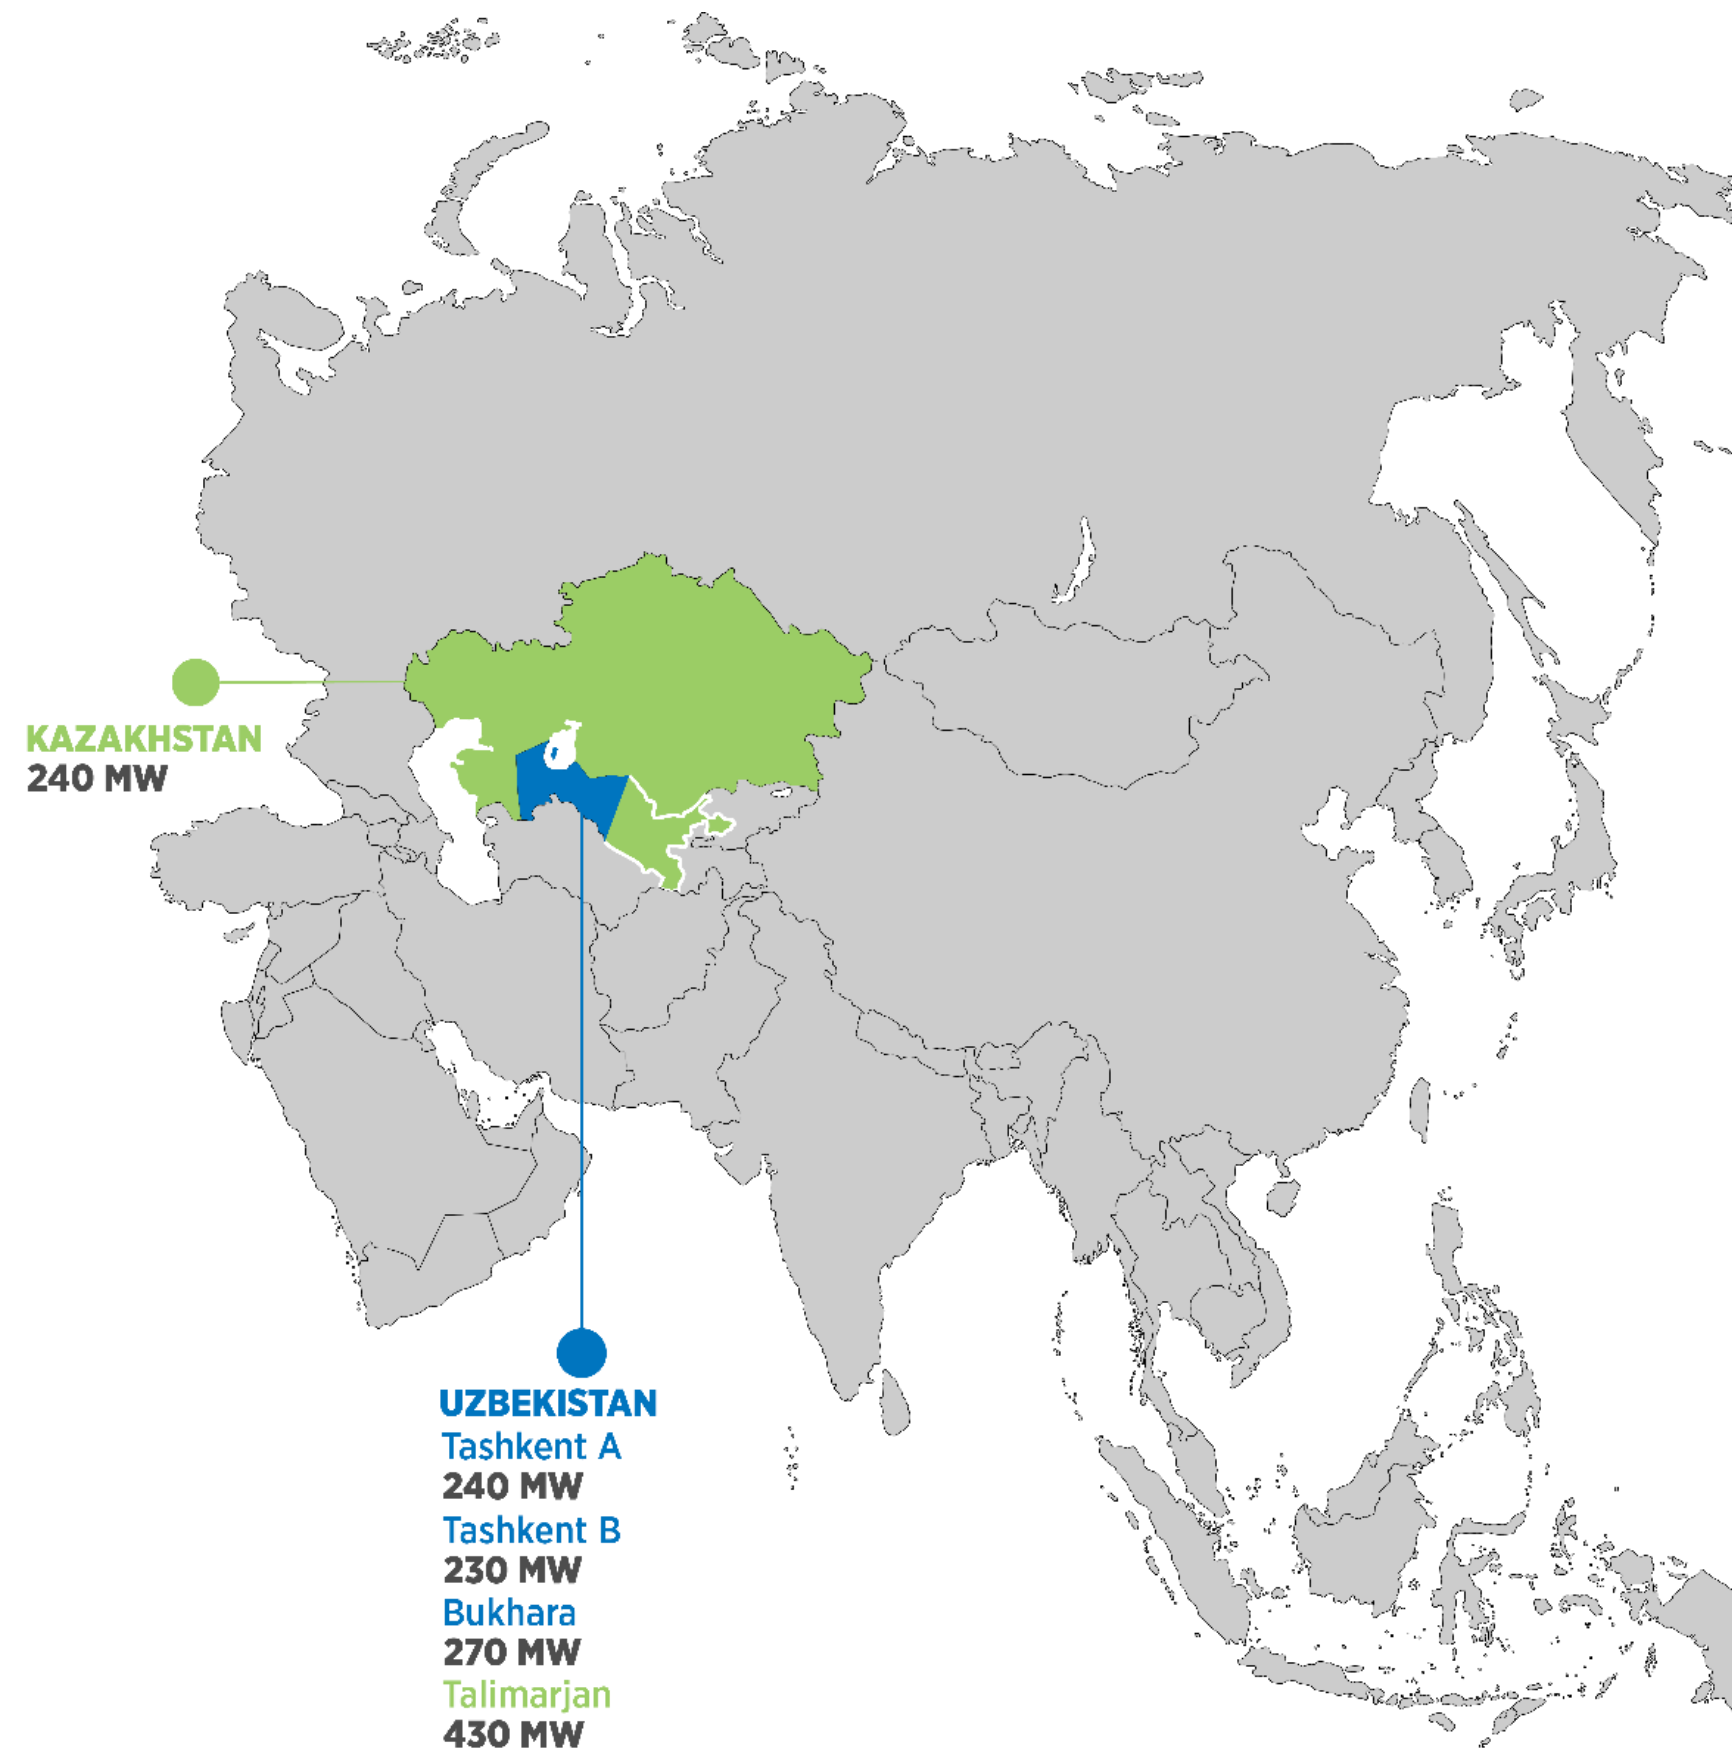 KAZAKHSTAN
240 MW
UZBEKISTAN
Tashkent A
240 MW
Tashkent B
230 MW
Bukhara
270 MW
Talimarjan
430 MW